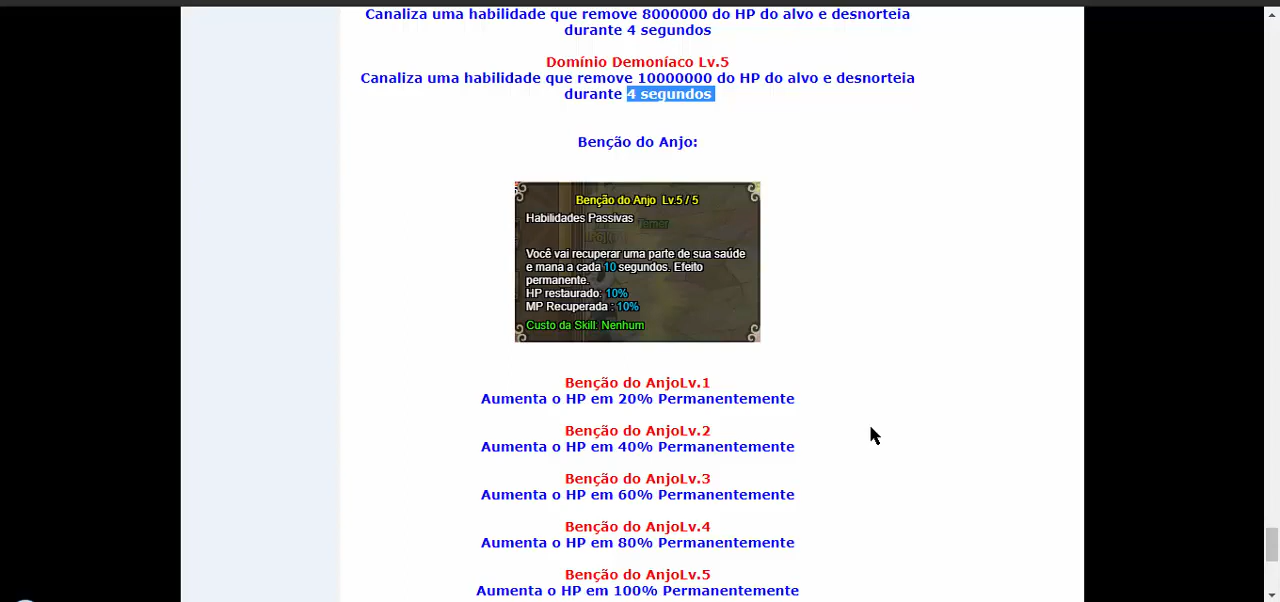 Canaliza uma habilidade que remove 8000000 do HP do alvo e desnorteia
durante 4 segundos
Domínio Demoníaco Lv.5
Canaliza uma habilidade que remove 10000000 do HP do alvo e desnorteia
durante 4 segundos
Benção do Anjo:
Benção do Anjo Lv.5 / 5
Habilidades Passivas
Você vai recuperar uma parte de sua saúde
e mana a cada 10 segundos. Efeito
permanente.
HP restaurado: 10%
MP Recuperada : 10%
Custo da Skill: Nenhum
Benção do AnjoLv.1
Aumenta o HP em 20% Permanentemente
Benção do AnjoLv.2
Aumenta o HP em 40% Permanentemente
Benção do AnjoLv.3
Aumenta o HP em 60% Permanentemente
Benção do AnjoLv.4
Aumenta o HP em 80% Permanentemente
Benção do AnjoLv.5
Aumenta o HP em 100% Permanentemente